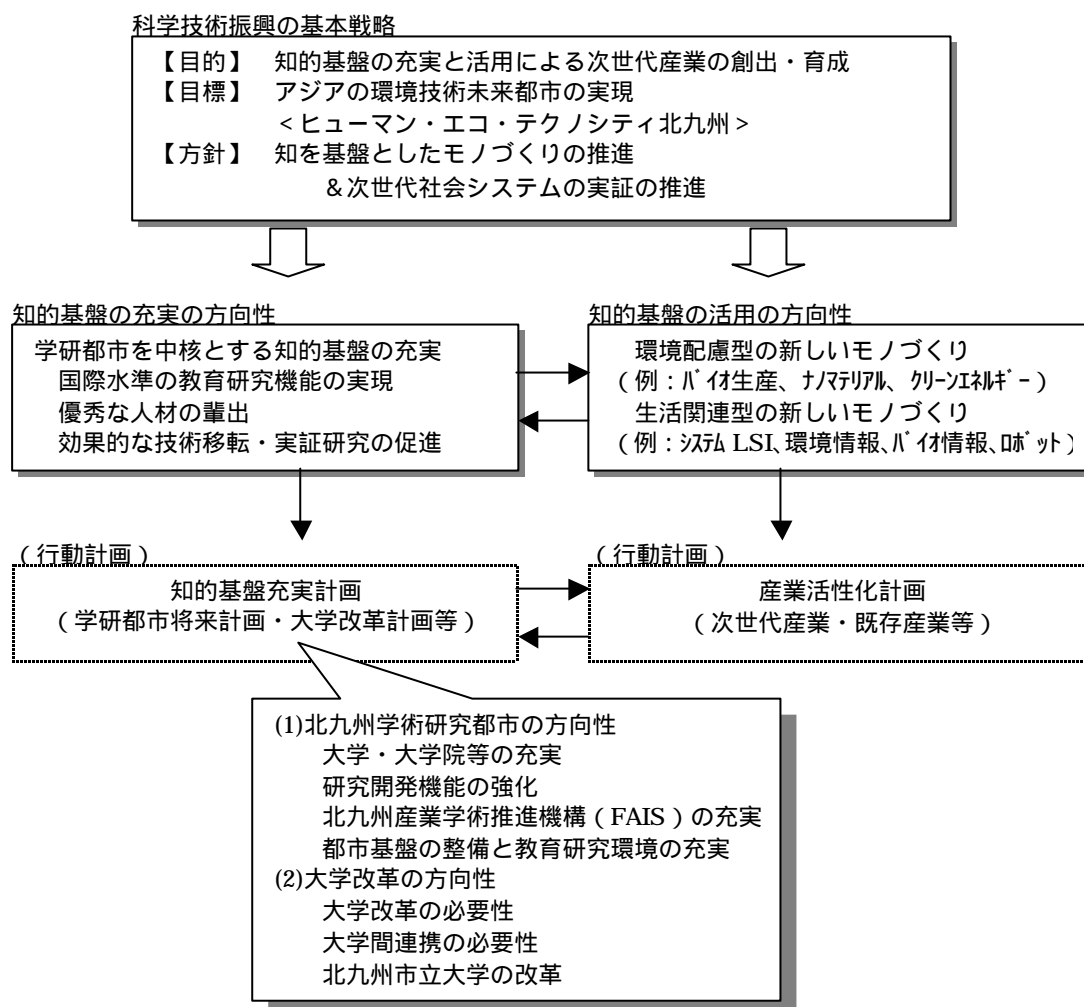 科学技術振興の基本戦略
【目的】 知的基盤の充実と活用による次世代産業の創出・育成
【目標】 アジアの環境技術未来都市の実現
<ヒューマン・エコ・テクノシティ北九州>
【方針】 知を基盤としたモノづくりの推進
&次世代社会システムの実証の推進
知的基盤の充実の方向性
学研都市を中核とする知的基盤の充実
国際水準の教育研究機能の実現
優秀な人材の輩出
効果的な技術移転・実証研究の促進
知的基盤の活用の方向性
環境配慮型の新しいモノづくり
(例:バイオ生産、ナノマテリアル、クリーンエネルギー)
生活関連型の新しいモノづくり
(例:システム LSI、環境情報、バイオ情報、ロボット)
(行動計画)
知的基盤充実計画
(学研都市将来計画・大学改革計画等)
(行動計画)
産業活性化計画
(次世代産業・既存産業等)
(1)北九州学術研究都市の方向性
大学・大学院等の充実
研究開発機能の強化
北九州産業学術推進機構(FAIS)の充実
都市基盤の整備と教育研究環境の充実
(2)大学改革の方向性
大学改革の必要性
大学間連携の必要性
北九州市立大学の改革